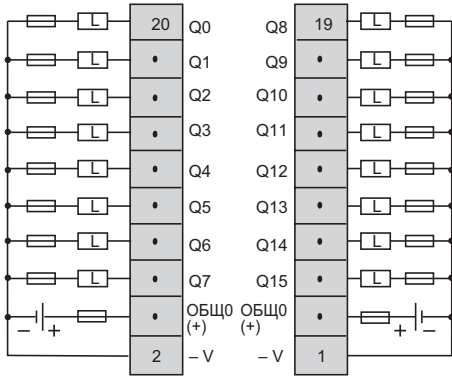 L 20 Q0 Q8 19 L
L • Q1 Q9 • L
L • Q2 Q10 • L
L • Q3 Q11 • L
L • Q4 Q12 • L
L • Q5 Q13 • L
L • Q6 Q14 • L
L • Q7 Q15 • L
– + • ОБЩ0 (+) ОБЩ0 (+) • + –
2 – V – V 1